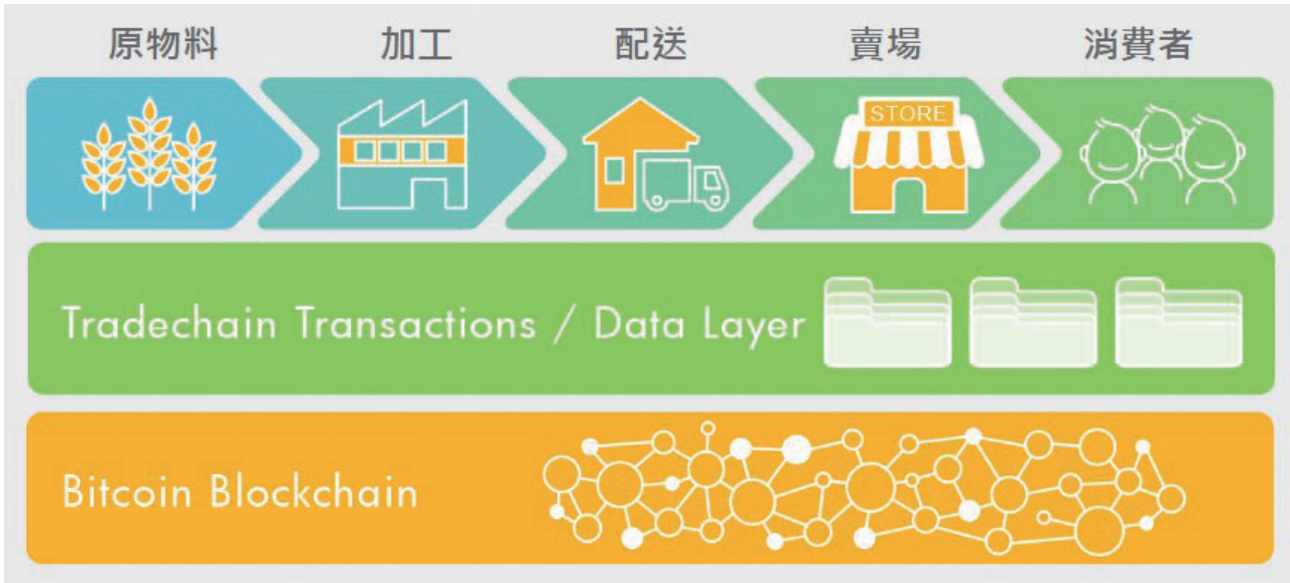 原物料 加工 配送 賣場 消費者
STORE
Tradechain Transactions / Data Layer
Bitcoin Blockchain